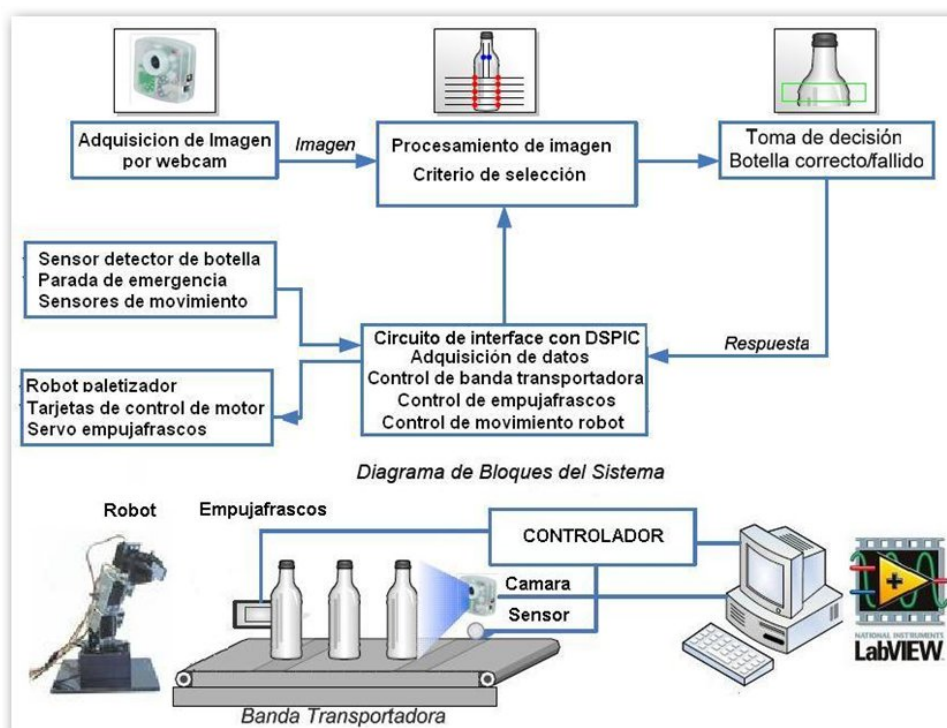 Adquisicion de Imagen
por webcam
Imagen
Procesamiento de imagen
Criterio de selección
Toma de decisión
Botella correcto/fallido
Sensor detector de botella
Parada de emergencia
Sensores de movimiento
Circuito de interface con DSPIC
Adquisición de datos
Control de banda transportadora
Control de empujafrascos
Control de movimiento robot
Respuesta
Robot paletizador
Tarjetas de control de motor
Servo empujafrascos
Diagrama de Bloques del Sistema
Robot
Empujafrascos
CONTROLADOR
Camara
Sensor
NATIONAL INSTRUMENTS
LabVIEW
Banda Transportadora